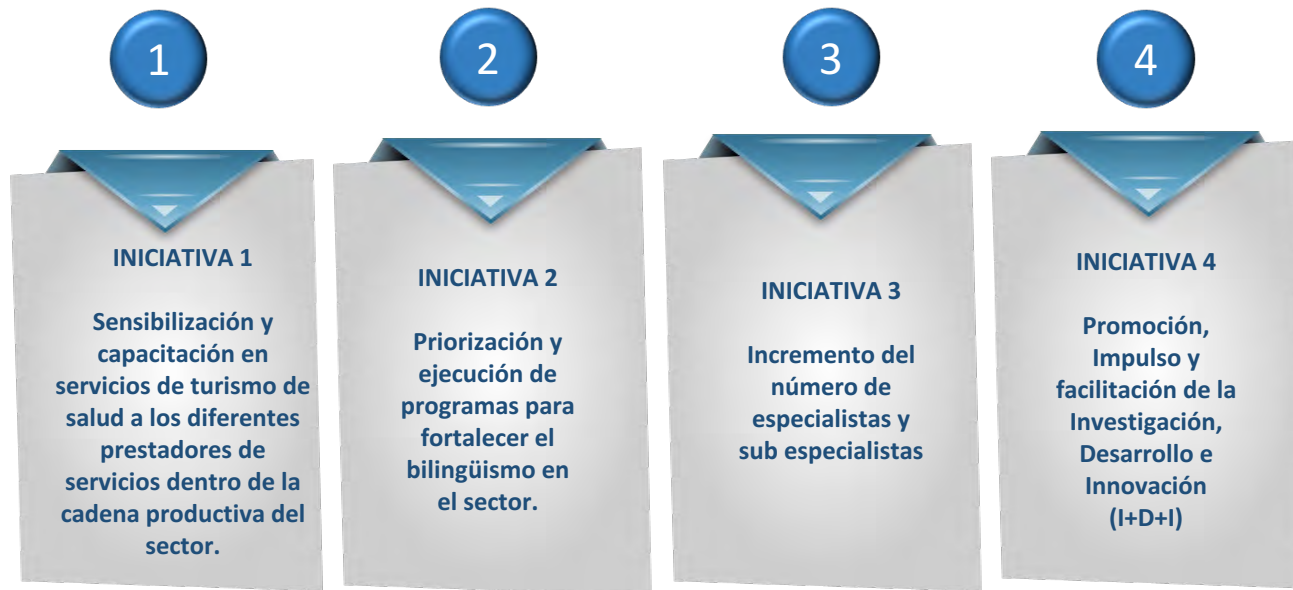 1
INICIATIVA 1
Sensibilización y
capacitación en
servicios de turismo de
salud a los diferentes
prestadores de
servicios dentro de la
cadena productiva del
sector.
2
INICIATIVA 2
Priorización y
ejecución de
programas para
fortalecer el
bilingüismo en
el sector.
3
INICIATIVA 3
Incremento del
número de
especialistas y
sub especialistas
4
INICIATIVA 4
Promoción,
Impulso y
facilitación de la
Investigación,
Desarrollo e
Innovación
(I+D+I)